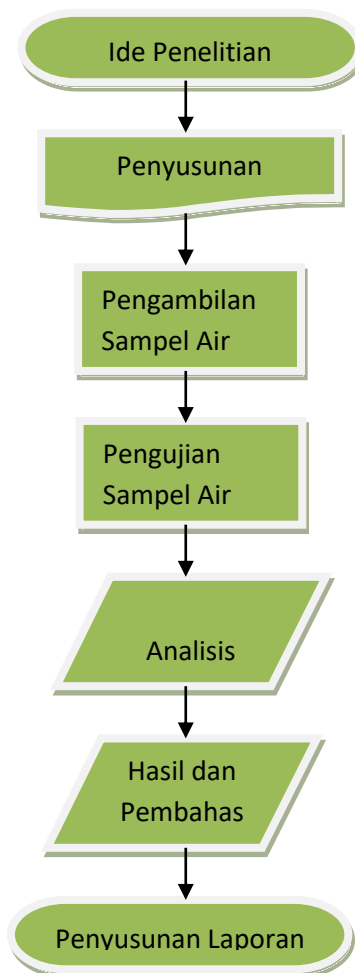 Ide Penelitian
Penyusunan
Pengambilan
Sampel Air
Pengujian
Sampel Air
Analisis
Hasil dan
Pembahas
Penyusunan Laporan